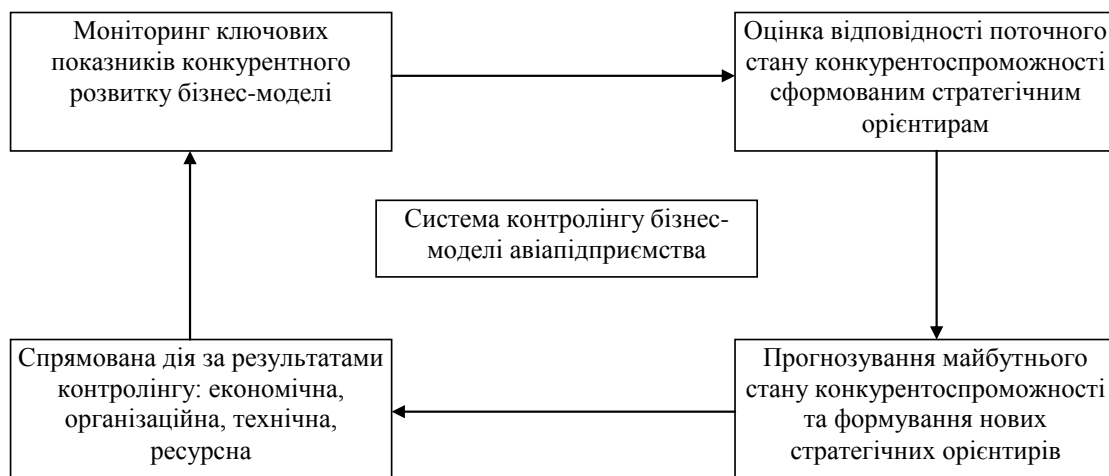 Моніторинг ключових
показників конкурентного
розвитку бізнес-моделі
Оцінка відповідності поточного
стану конкурентоспроможності
сформованим стратегічним
орієнтирам
Система контролінгу бізнес-
моделі авіапідприємства
Спрямована дія за результатами
контролінгу: економічна,
організаційна, технічна,
ресурсна
Прогнозування майбутнього
стану конкурентоспроможності
та формування нових
стратегічних орієнтирів